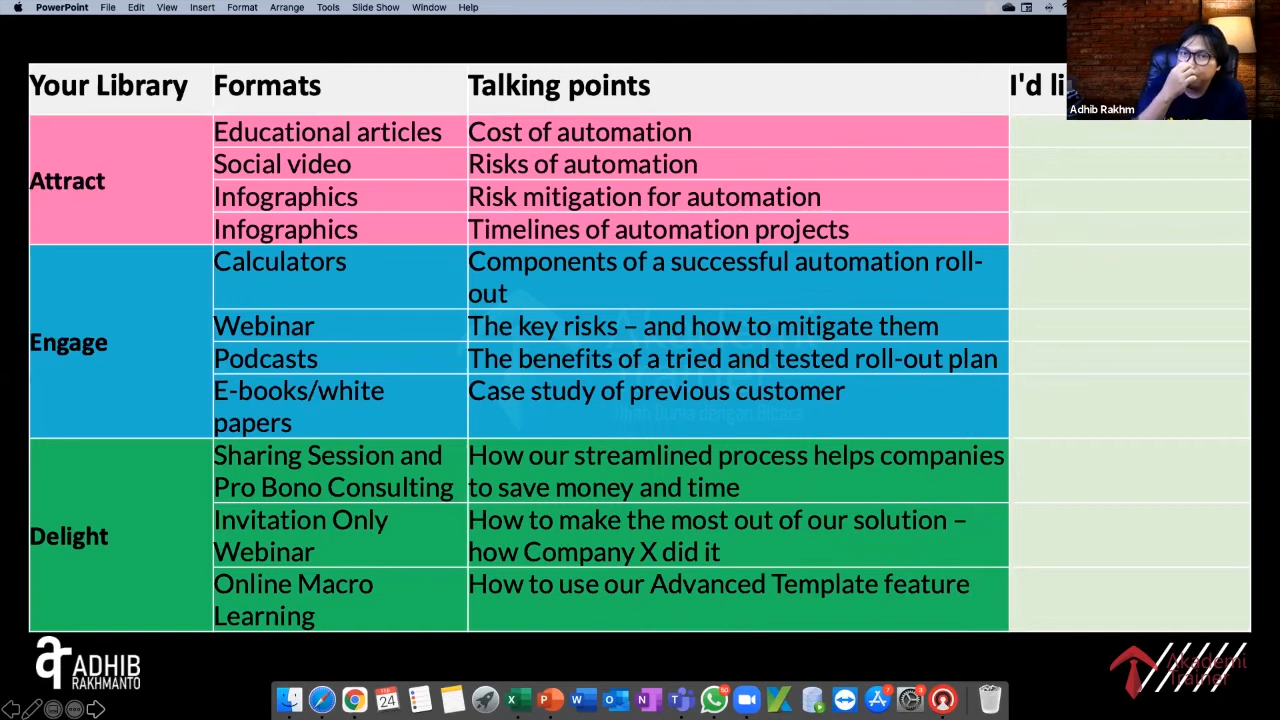 PowerPoint File Edit View Insert Format Arrange Tools Slide Show Window Help
Adhib Rakhm
Your Library Formats Talking points I'd li
Attract
Educational articles Cost of automation
Social video Risks of automation
Infographics Risk mitigation for automation
Infographics Timelines of automation projects
Engage
Calculators Components of a successful automation roll-
out
Webinar The key risks – and how to mitigate them
Podcasts The benefits of a tried and tested roll-out plan
E-books/white Case study of previous customer
papers
Delight
Sharing Session and How our streamlined process helps companies
Pro Bono Consulting to save money and time
Invitation Only How to make the most out of our solution –
Webinar how Company X did it
Online Macro How to use our Advanced Template feature
Learning
ADHIB
RAKHMANTO
Akademi
Trainer
24